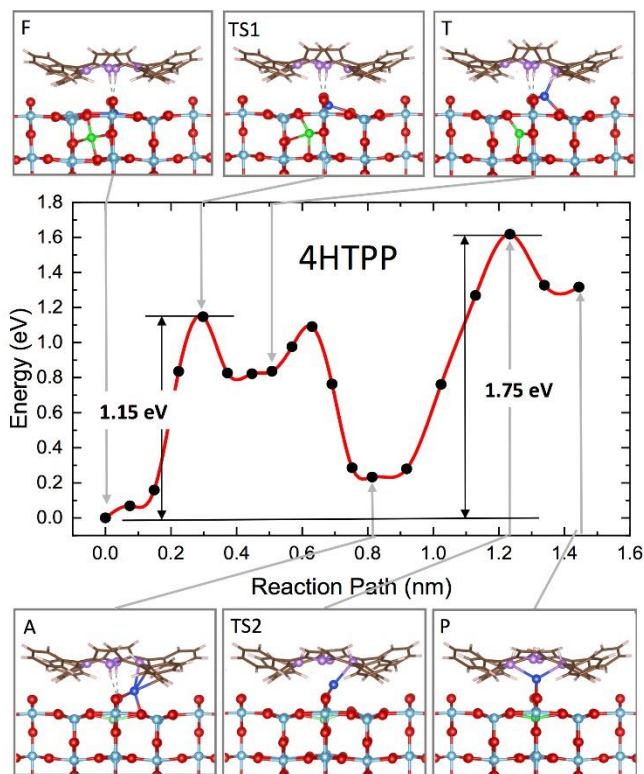 F
TS1
T
4HTPP
Energy (eV)
1.8
1.6
1.4
1.2
1.0
0.8
0.6
0.4
0.2
0.0
1.15 eV
1.75 eV
0.0 0.2 0.4 0.6 0.8 1.0 1.2 1.4 1.6
Reaction Path (nm)
A
TS2
P